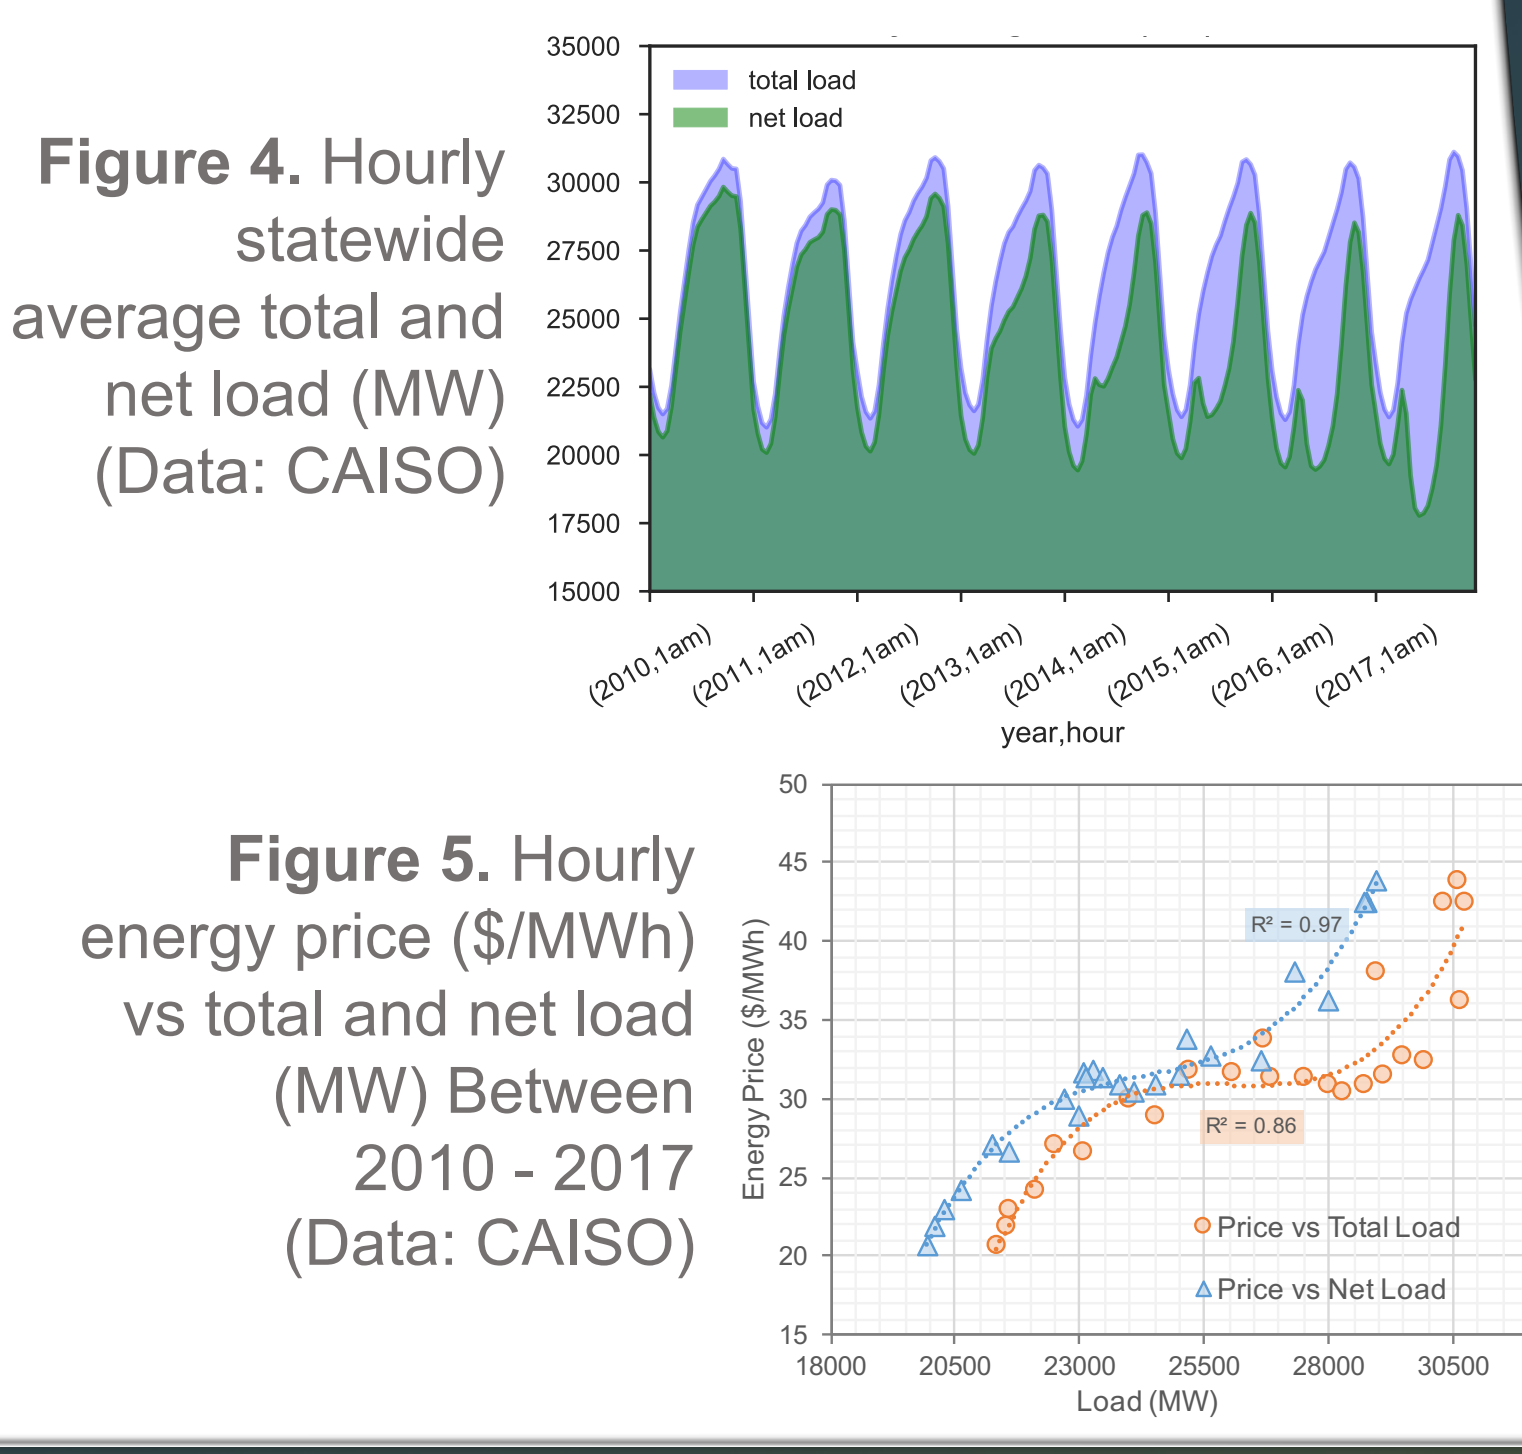 Figure 4. Hourly
statewide
average total and
net load (MW)
(Data: CAISO)
35000
32500
30000
27500
25000
22500
20000
17500
15000
total load
net load
(2010,1am)
(2011,1am)
(2012,1am)
(2013,1am)
(2014,1am)
(2015,1am)
(2016,1am)
(2017,1am)
year,hour
Figure 5. Hourly
energy price ($/MWh)
vs total and net load
(MW) Between
2010 - 2017
(Data: CAISO)
Energy Price ($/MWh)
50
45
40
35
30
25
20
15
R² = 0.97
R² = 0.86
Price vs Total Load
Price vs Net Load
18000
20500
23000
25500
28000
30500
Load (MW)